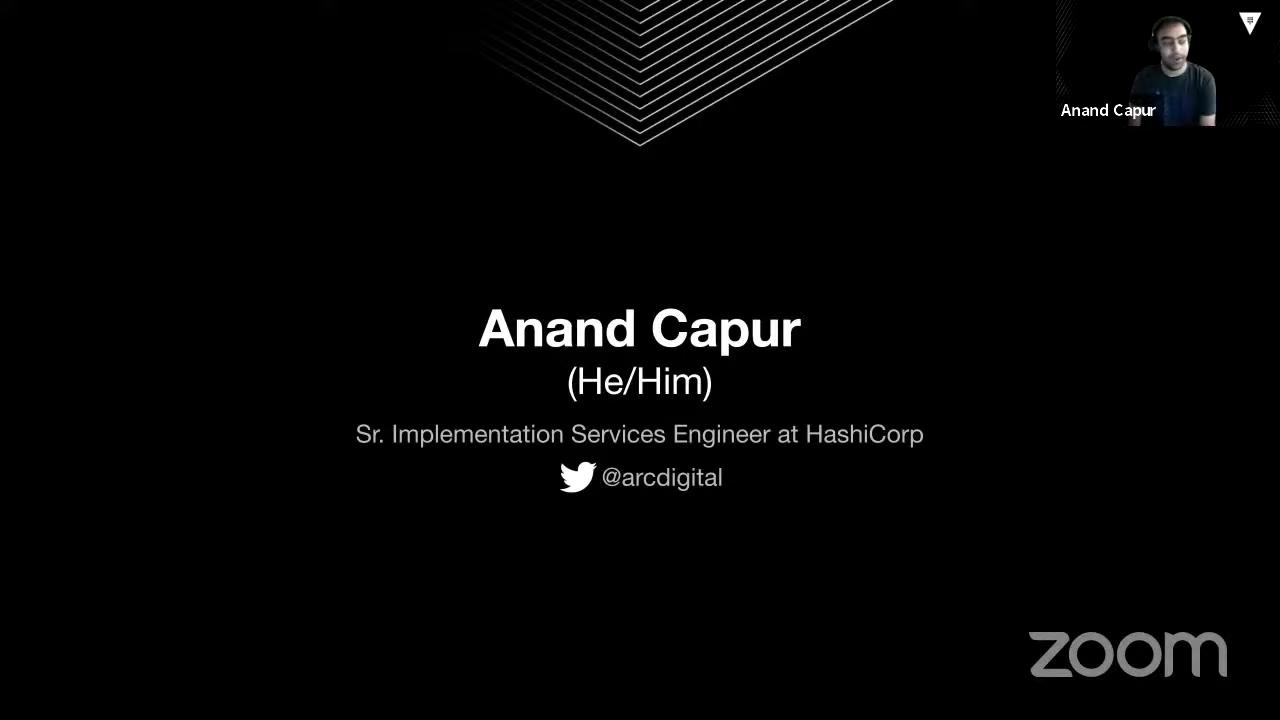 Anand Capur
Anand Capur
(He/Him)
Sr. Implementation Services Engineer at HashiCorp
@arcdigital
zoom